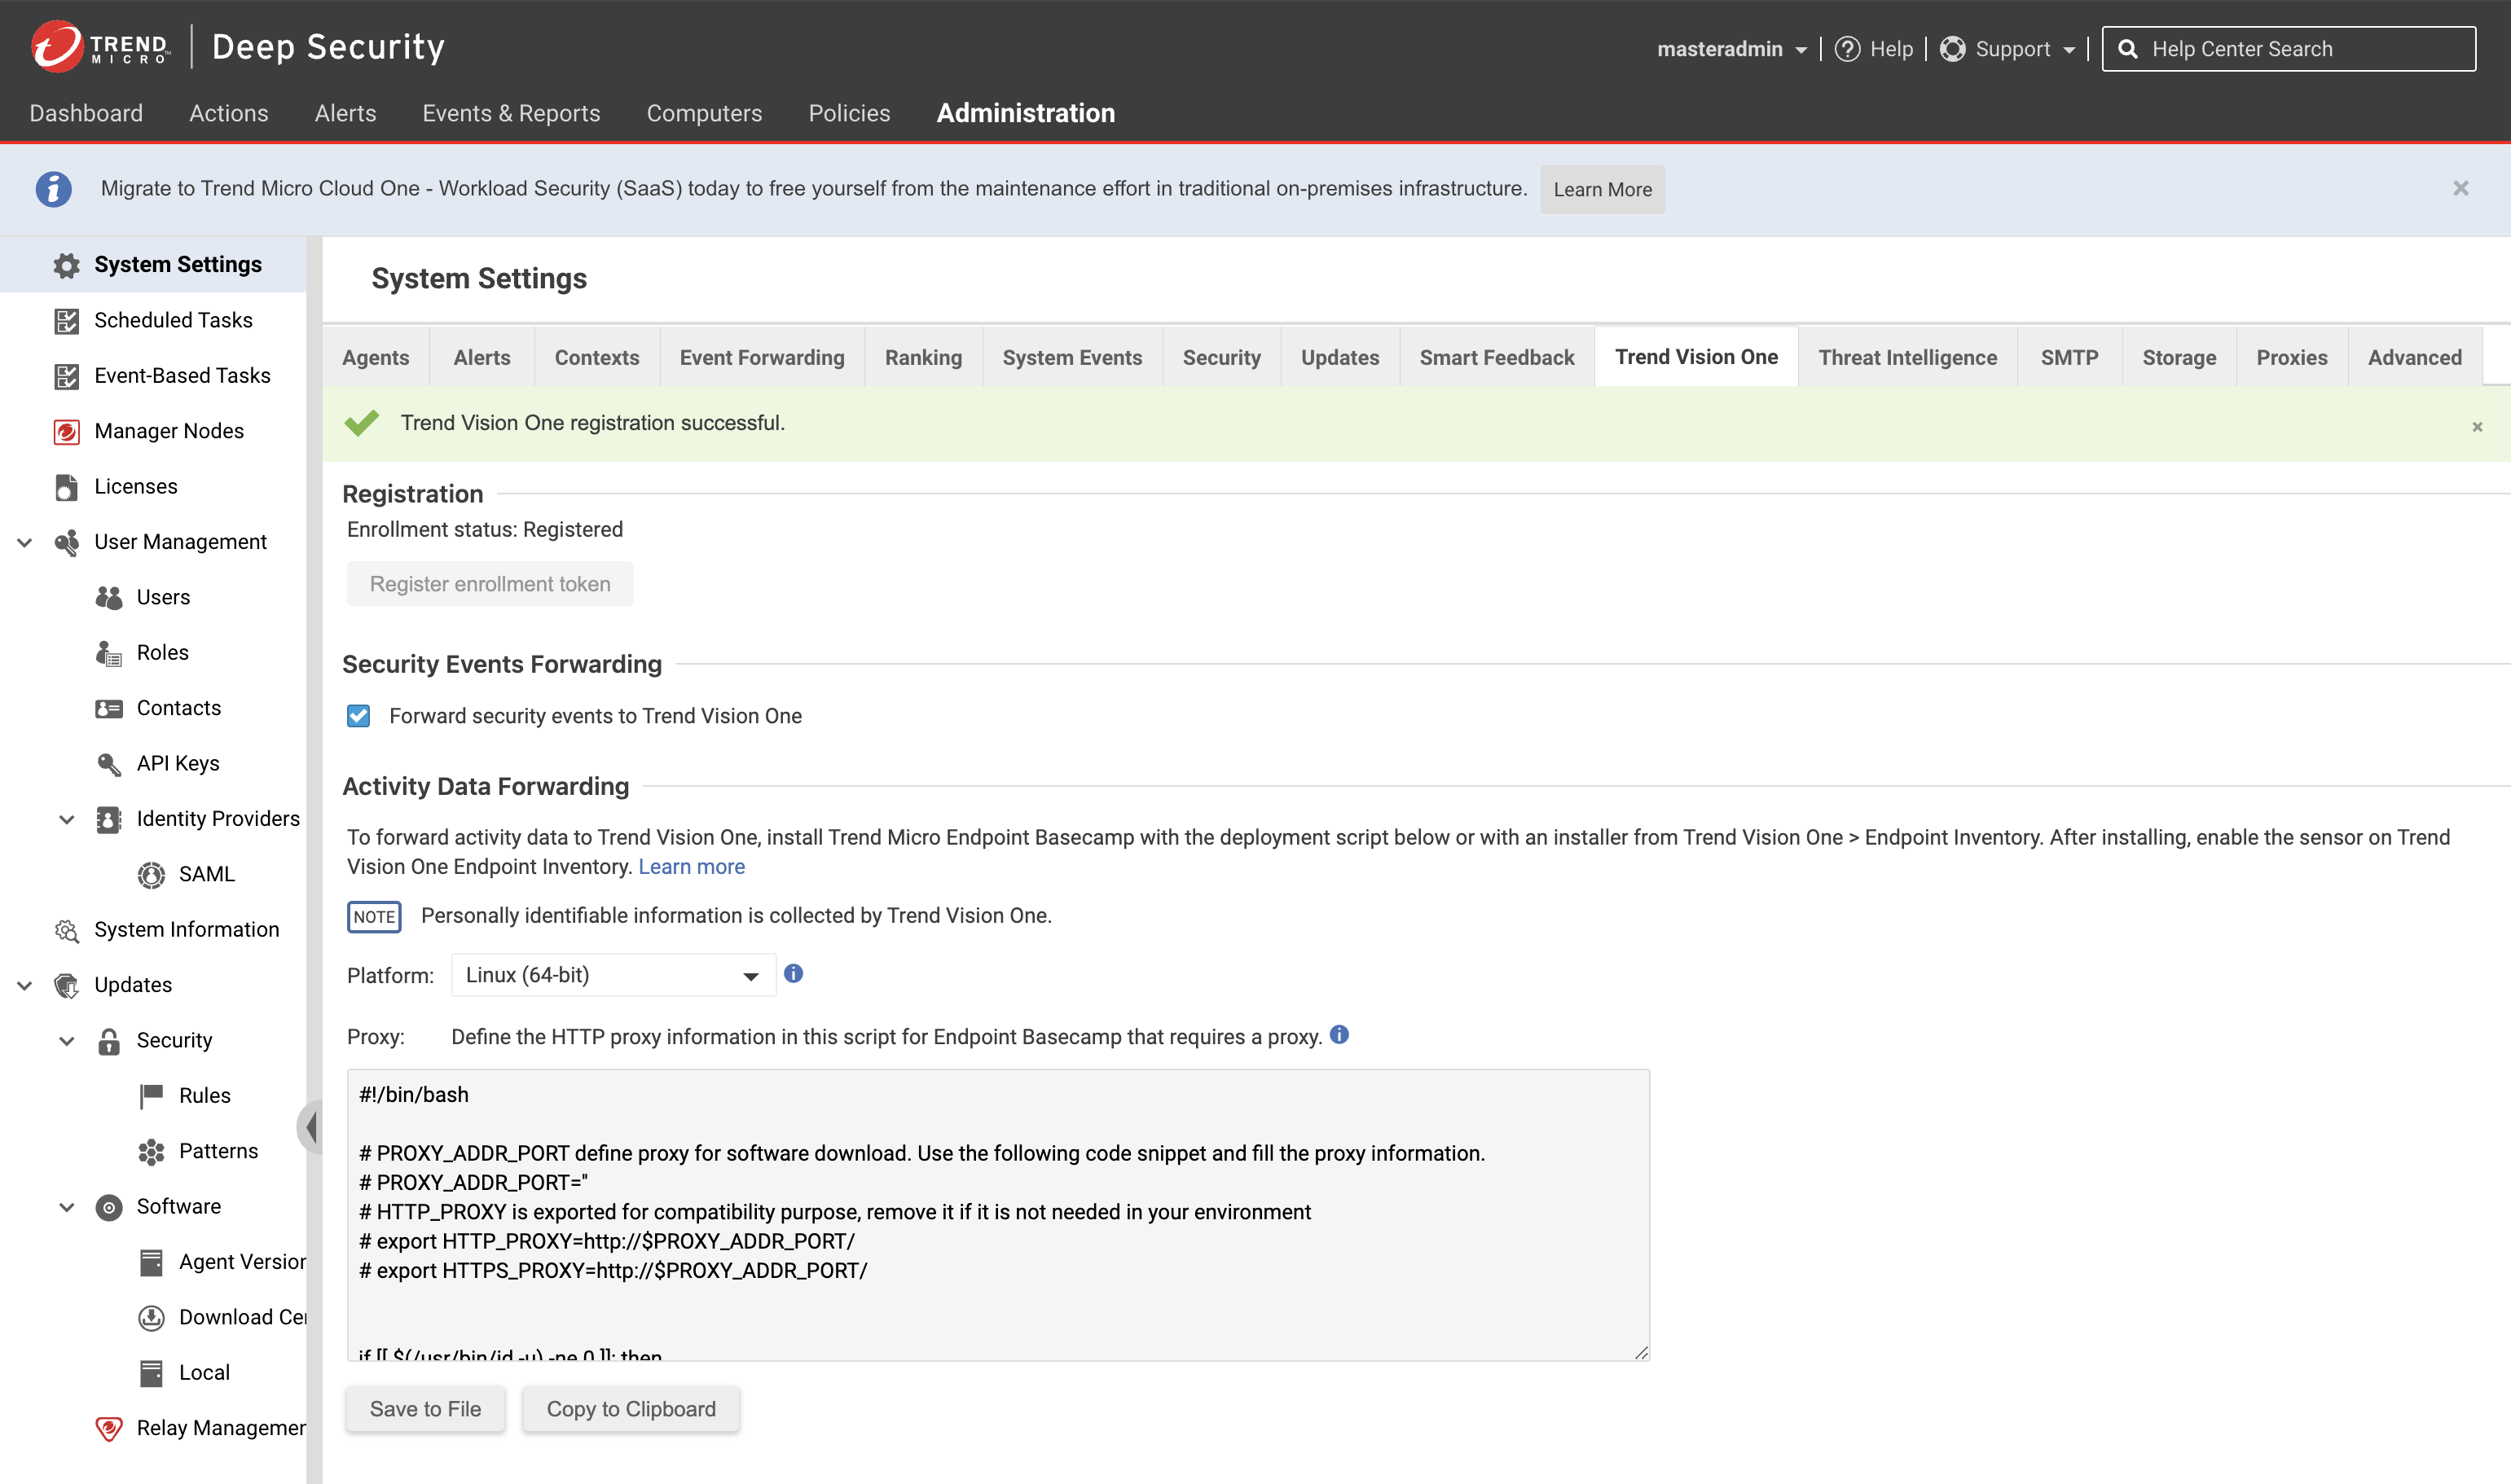 TREND MICRO™ Deep Security
masteradmin Help Support Help Center Search
Dashboard Actions Alerts Events & Reports Computers Policies Administration
Migrate to Trend Micro Cloud One - Workload Security (SaaS) today to free yourself from the maintenance effort in traditional on-premises infrastructure. Learn More
System Settings
Scheduled Tasks
Event-Based Tasks
Manager Nodes
Licenses
User Management
Users
Roles
Contacts
API Keys
Identity Providers
SAML
System Information
Updates
Security
Rules
Patterns
Software
Agent Version
Download Cen
Local
Relay Managemen
System Settings
Agents Alerts Contexts Event Forwarding Ranking System Events Security Updates Smart Feedback Trend Vision One Threat Intelligence SMTP Storage Proxies Advanced
Trend Vision One registration successful.
Registration
Enrollment status: Registered
Register enrollment token
Security Events Forwarding
Forward security events to Trend Vision One
Activity Data Forwarding
To forward activity data to Trend Vision One, install Trend Micro Endpoint Basecamp with the deployment script below or with an installer from Trend Vision One > Endpoint Inventory. After installing, enable the sensor on Trend
Vision One Endpoint Inventory. Learn more
NOTE Personally identifiable information is collected by Trend Vision One.
Platform: Linux (64-bit)
Proxy: Define the HTTP proxy information in this script for Endpoint Basecamp that requires a proxy.
#!/bin/bash
# PROXY_ADDR_PORT define proxy for software download. Use the following code snippet and fill the proxy information.
# PROXY_ADDR_PORT=''
# HTTP_PROXY is exported for compatibility purpose, remove it if it is not needed in your environment
# export HTTP_PROXY=http://$PROXY_ADDR_PORT/
# export HTTPS_PROXY=http://$PROXY_ADDR_PORT/
if [[ $(/usr/bin/id -u) -ne 0 ]]; then
Save to File Copy to Clipboard